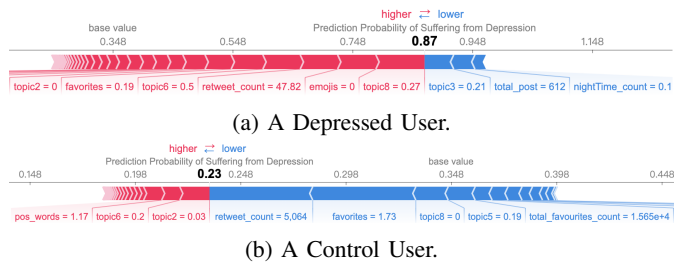 higher ⇄ lower
base value Prediction Probability of Suffering from Depression
0.348 0.548 0.748 0.87 0.948 1.148
topic2 = 0 favorites = 0.19 topic6 = 0.5 retweet_count = 47.82 emojis = 0 topic8 = 0.27 topic3 = 0.21 total_post = 612 nightTime_count = 0.1
(a) A Depressed User.
higher ⇄ lower
Prediction Probability of Suffering from Depression base value
0.148 0.198 0.23 0.248 0.298 0.348 0.398 0.448
pos_words = 1.17 topic6 = 0.2 topic2 = 0.03 retweet_count = 5,064 favorites = 1.73 topic8 = 0 topic5 = 0.19 total_favourites_count = 1.565e+4
(b) A Control User.